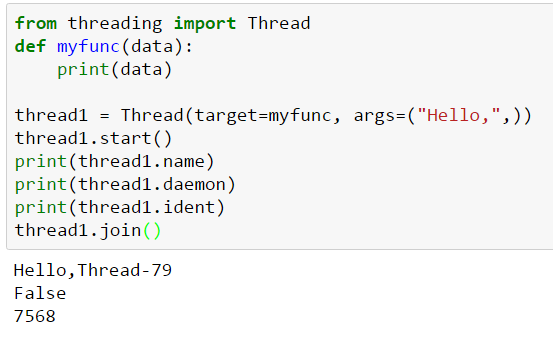 from threading import Thread
def myfunc(data):
    print(data)

thread1 = Thread(target=myfunc, args=("Hello,",))
thread1.start()
print(thread1.name)
print(thread1.daemon)
print(thread1.ident)
thread1.join()
Hello,Thread-79
False
7568